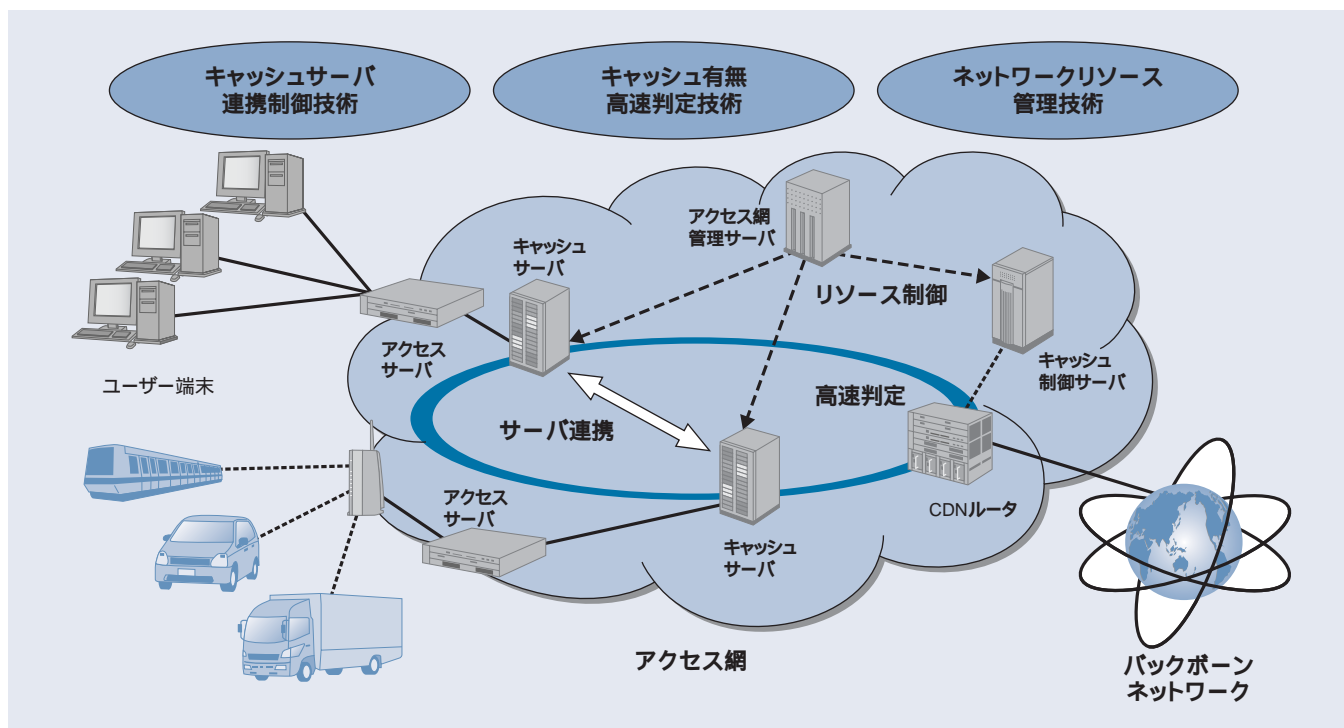 キャッシュサーバ
連携制御技術
キャッシュ有無
高速判定技術
ネットワークリソース
管理技術
アクセス網
管理サーバ
キャッシュ
サーバ
リソース制御
アクセス
サーバ
キャッシュ
制御サーバ
ユーザー端末
高速判定
サーバ連携
アクセス
サーバ
CDNルータ
キャッシュ
サーバ
アクセス網
バックボーン
ネットワーク